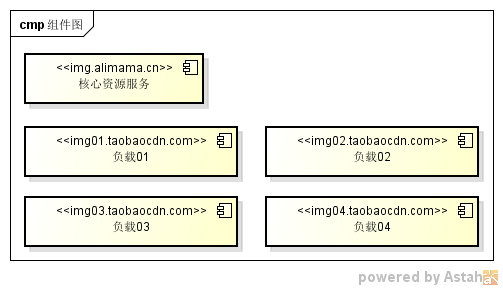 cmp 组件图
<<img.alimama.cn>>
核心资源服务
<<img01.taobaocdn.com>>
负载01
<<img02.taobaocdn.com>>
负载02
<<img03.taobaocdn.com>>
负载03
<<img04.taobaocdn.com>>
负载04
powered by Astah